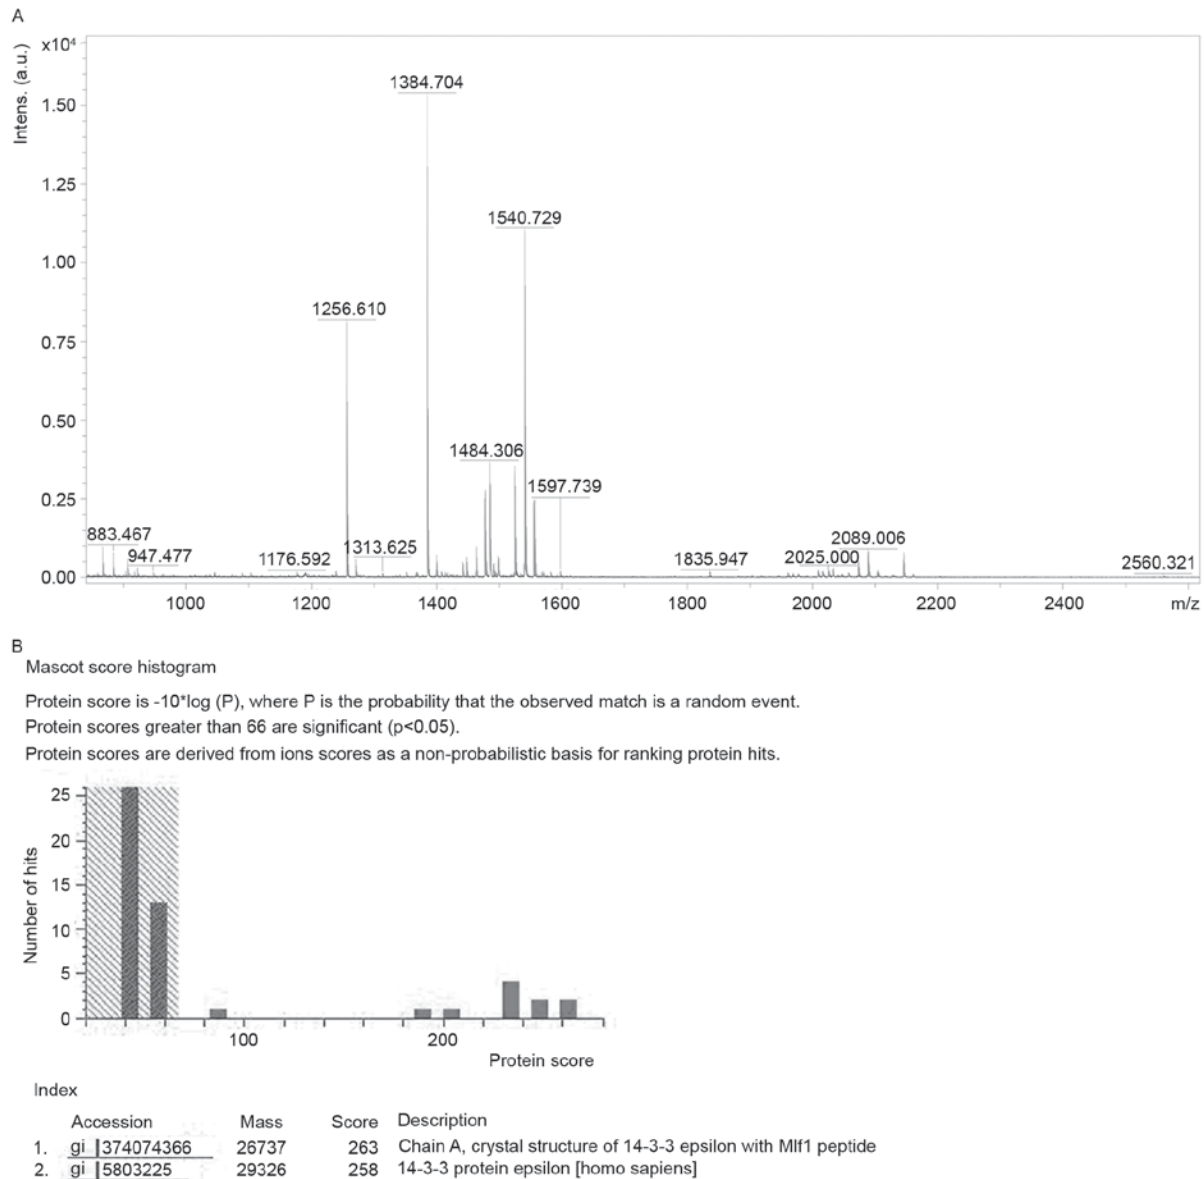 A
x10⁴
Intens. (a.u.)
1.50
1.25
1.00
0.75
0.50
0.25
0.00
1384.704
1540.729
1256.610
1484.306
1597.739
883.467
947.477
1176.592
1313.625
1835.947
2025.000
2089.006
2560.321
1000 1200 1400 1600 1800 2000 2200 2400 m/z
B
Mascot score histogram
Protein score is -10*log (P), where P is the probability that the observed match is a random event.
Protein scores greater than 66 are significant (p<0.05).
Protein scores are derived from ions scores as a non-probabilistic basis for ranking protein hits.
Number of hits
25
20
15
10
5
0
100 200
Protein score
Index
Accession Mass Score Description
1. gi |374074366 26737 263 Chain A, crystal structure of 14-3-3 epsilon with Mlf1 peptide
2. gi |5803225 29326 258 14-3-3 protein epsilon [homo sapiens]